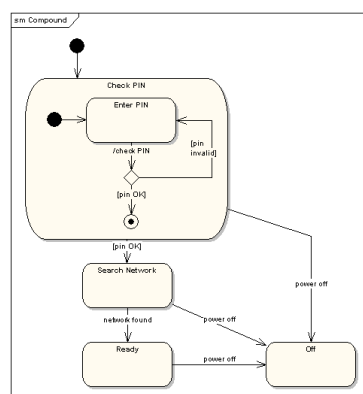 sm Compound
Check PIN
Enter PIN
/check PIN
[pin
invalid]
[pin OK]
[pin OK]
Search Network
power off
network found
power off
Ready
power off
Off